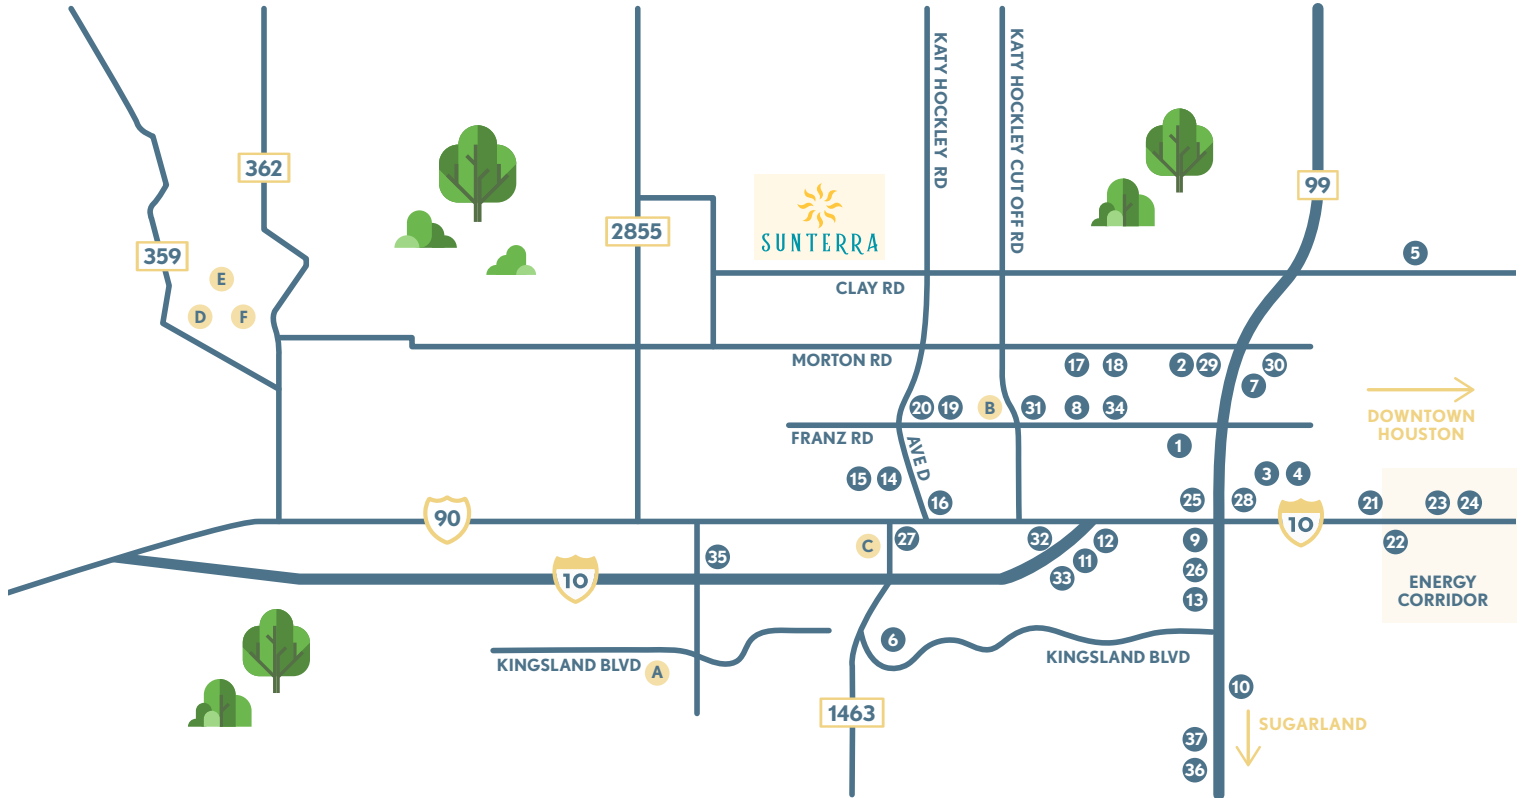 KATY HOCKLEY RD
KATY HOCKLEY CUT OFF RD
362
99
2855
SUNTERRA
359
5
E
CLAY RD
D
F
MORTON RD
17
18
2
29
30
7
20
19
B
31
8
34
DOWNTOWN
HOUSTON
FRANZ RD
AVE D
1
15
14
3
4
16
25
28
21
23
24
90
10
27
C
32
12
9
22
35
11
33
26
10
ENERGY
CORRIDOR
13
6
KINGSLAND BLVD
A
KINGSLAND BLVD
10
1463
SUGARLAND
37
36